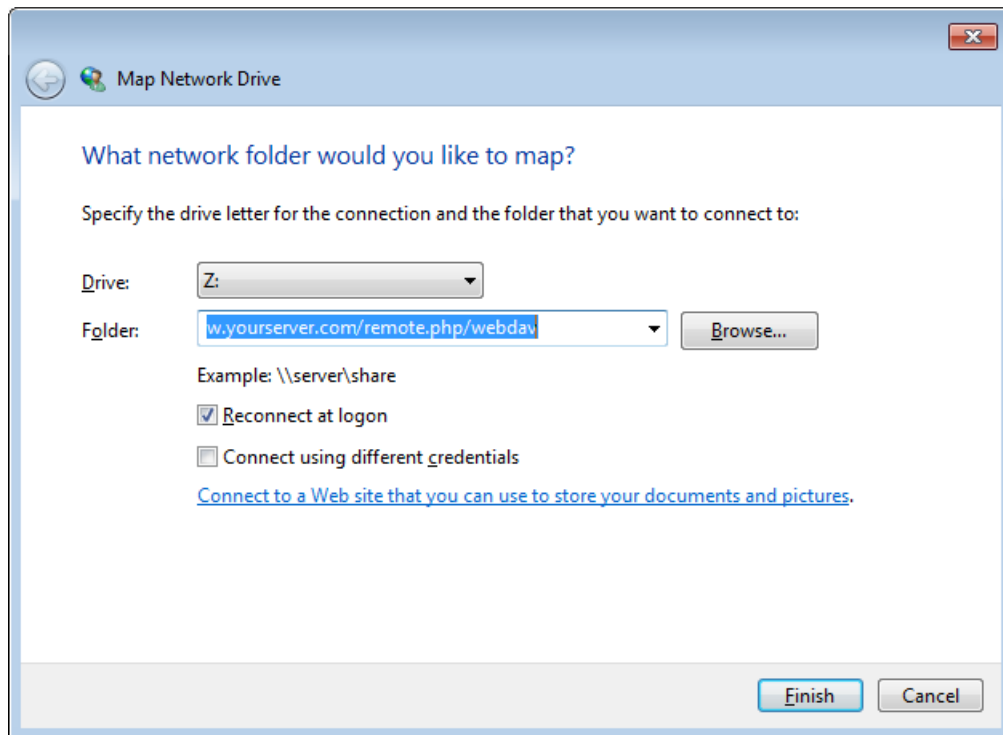 Map Network Drive
What network folder would you like to map?
Specify the drive letter for the connection and the folder that you want to connect to:
Drive: Z:
Folder: w.yourserver.com/remote.php/webdav Browse...
Example: \\server\share
Reconnect at logon
Connect using different credentials
Connect to a Web site that you can use to store your documents and pictures.
Finish Cancel